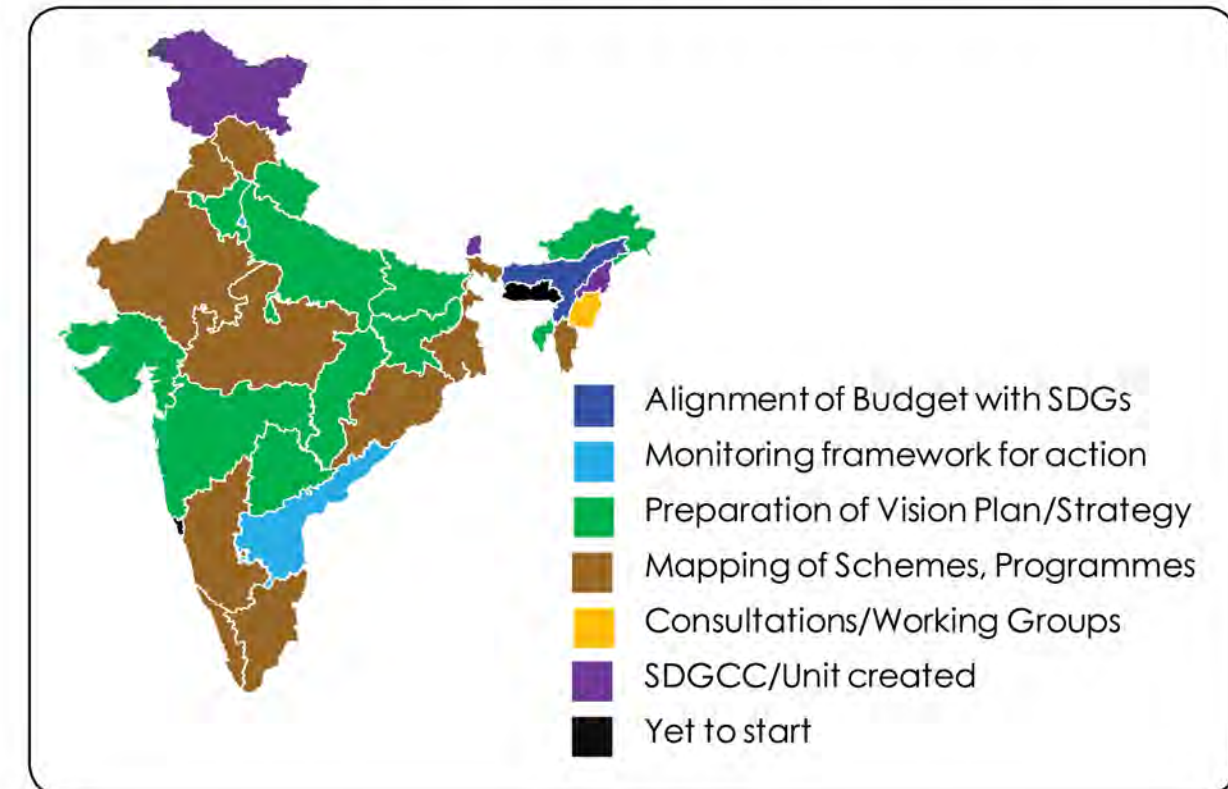 Alignment of Budget with SDGs
Monitoring framework for action
Preparation of Vision Plan/Strategy
Mapping of Schemes, Programmes
Consultations/Working Groups
SDGCC/Unit created
Yet to start